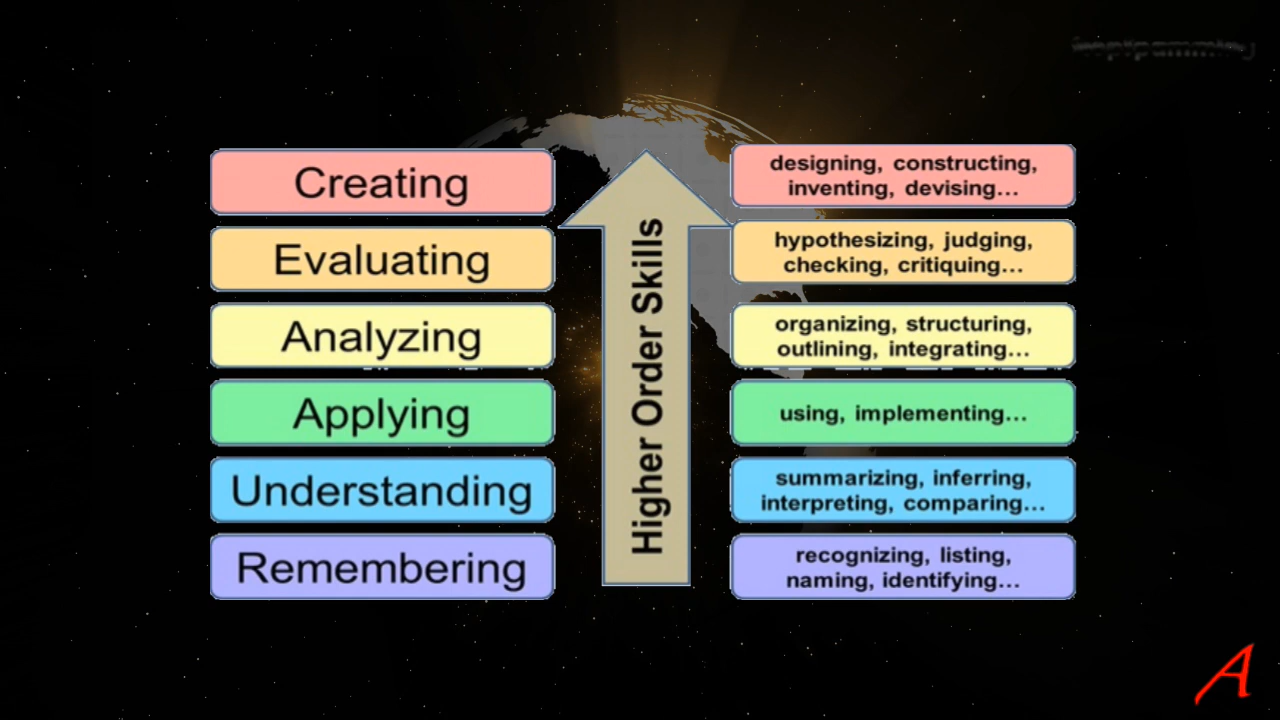 Creating
designing, constructing,
inventing, devising...
Evaluating
hypothesizing, judging,
checking, critiquing...
Analyzing
organizing, structuring,
outlining, integrating...
Applying
using, implementing...
Understanding
summarizing, inferring,
interpreting, comparing...
Remembering
recognizing, listing,
naming, identifying...
Higher Order Skills
A